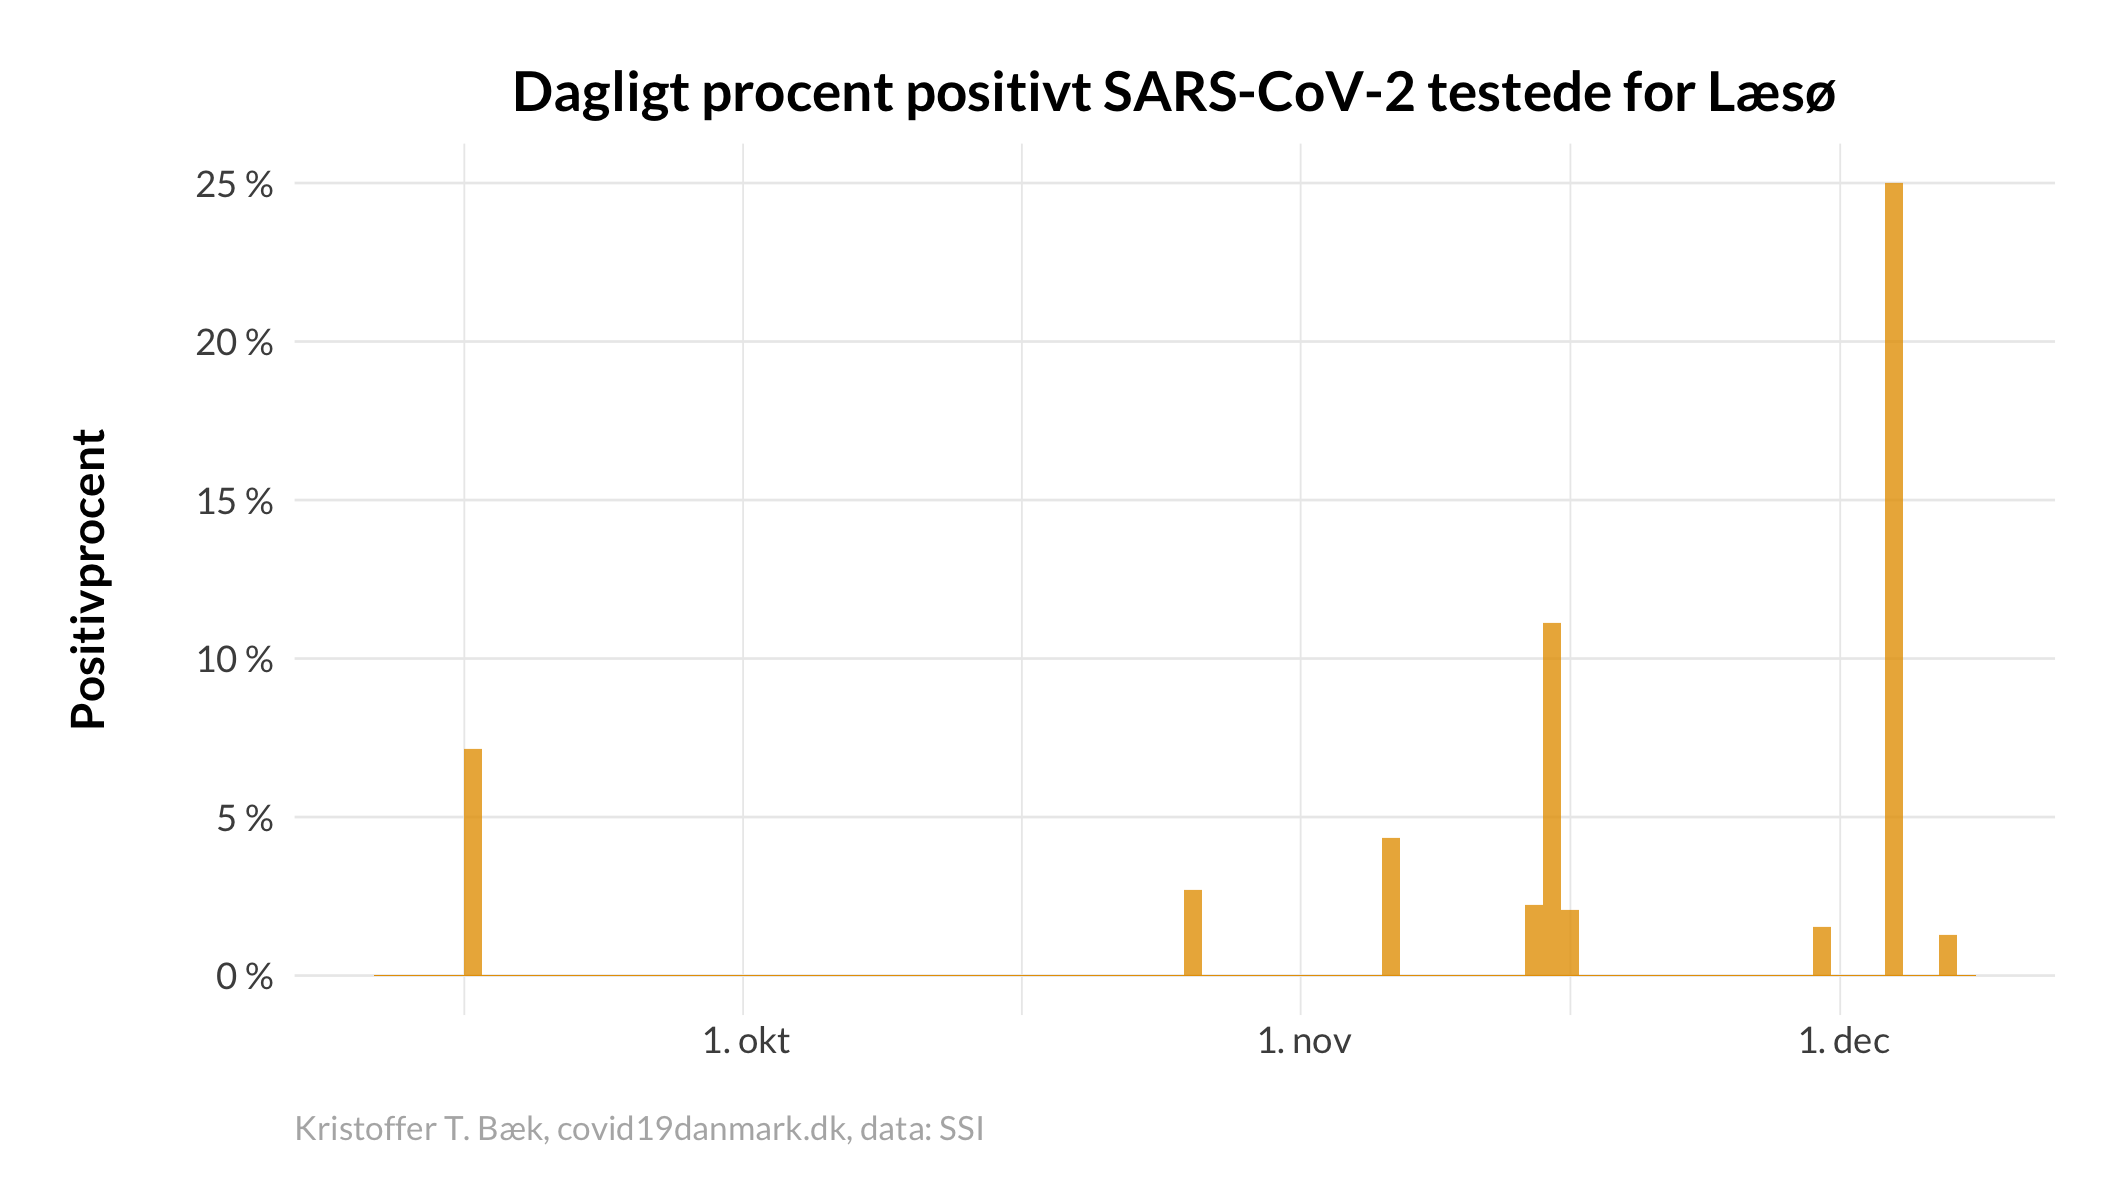 Dagligt procent positivt SARS-CoV-2 testede for Læsø
Positivprocent
25 %
20 %
15 %
10 %
5 %
0 %
1. okt
1. nov
1. dec
Kristoffer T. Bæk, covid19danmark.dk, data: SSI